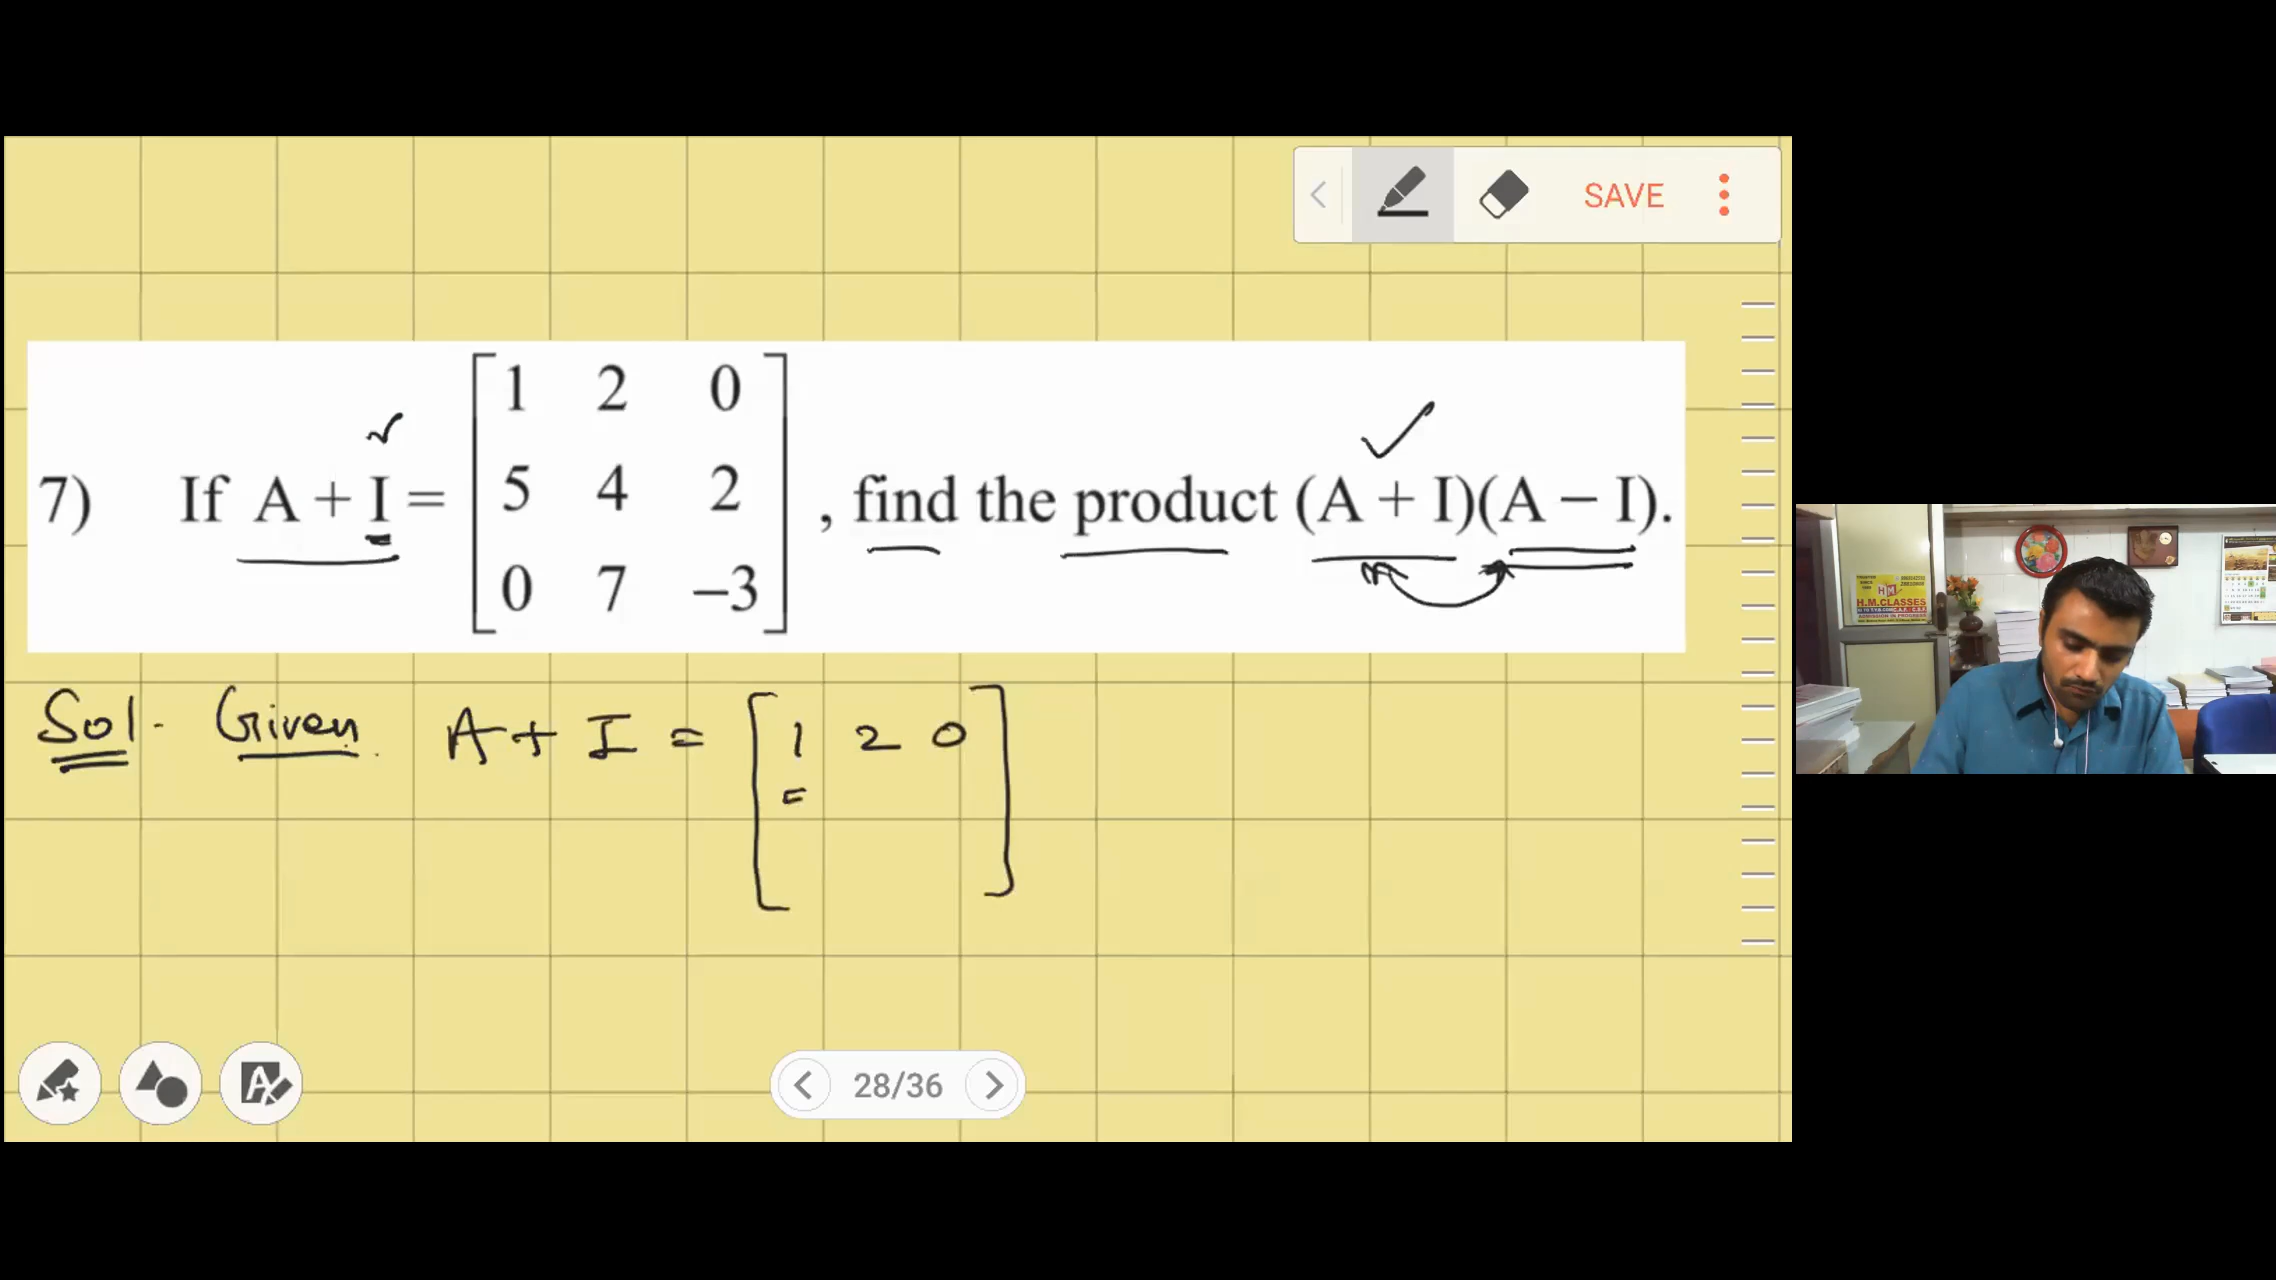 SAVE
7) If A + I = [1 2 0
5 4 2
0 7 −3] , find the product (A + I)(A − I).
Sol. Given A + I = [1 2 0
=
]
28/36
H.M. CLASSES